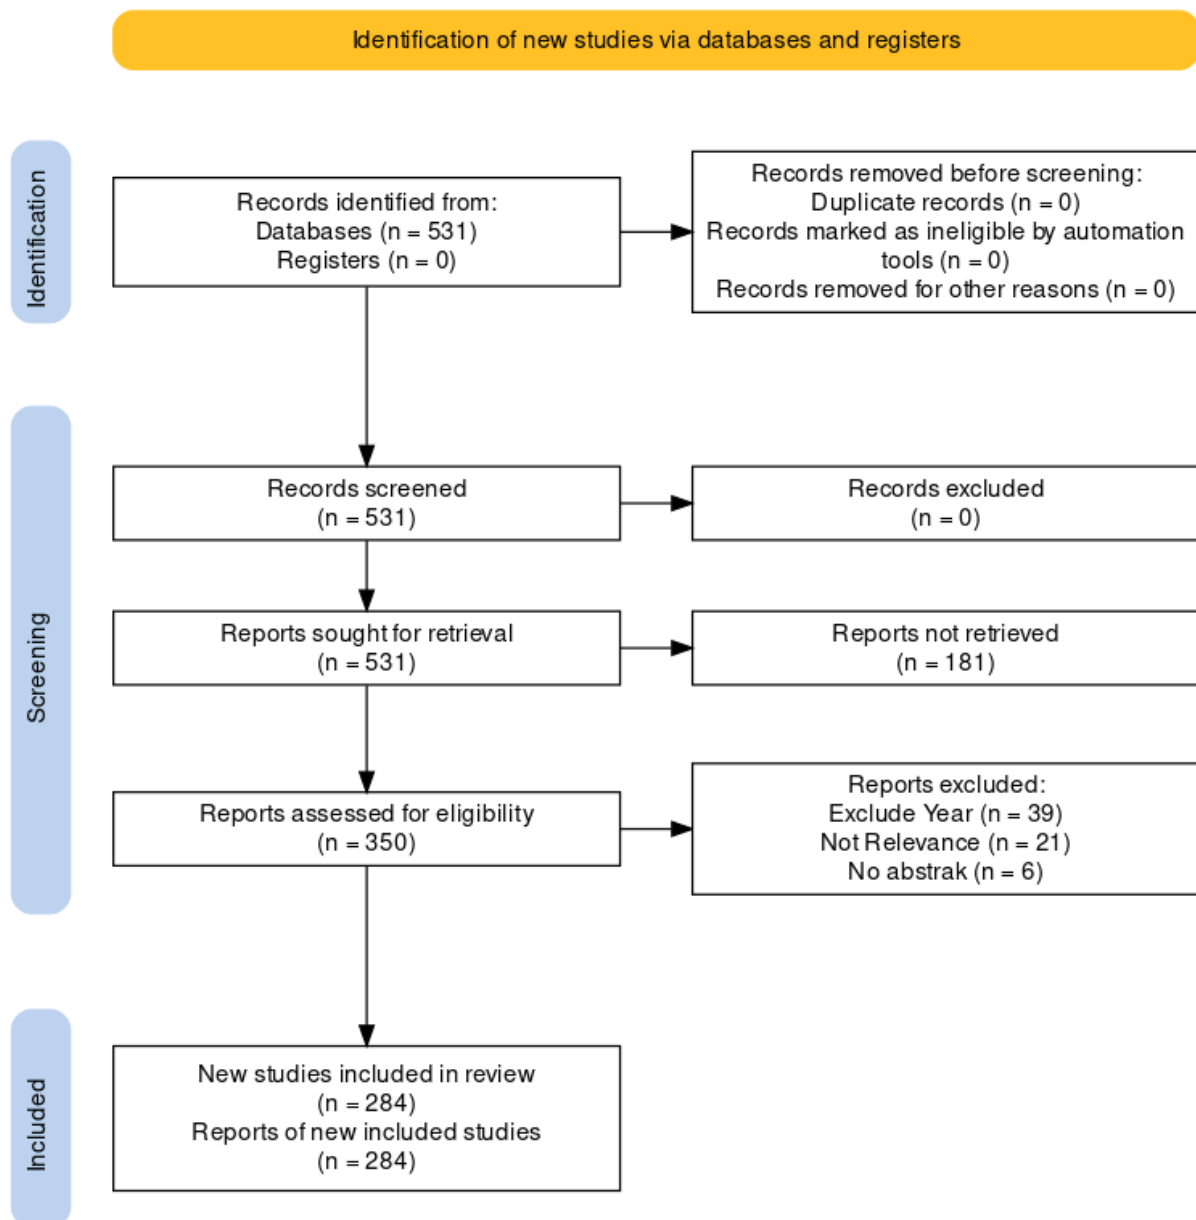 Identification of new studies via databases and registers
Identification
Records identified from:
Databases (n = 531)
Registers (n = 0)
Records removed before screening:
Duplicate records (n = 0)
Records marked as ineligible by automation
tools (n = 0)
Records removed for other reasons (n = 0)
Screening
Records screened
(n = 531)
Records excluded
(n = 0)
Reports sought for retrieval
(n = 531)
Reports not retrieved
(n = 181)
Reports assessed for eligibility
(n = 350)
Reports excluded:
Exclude Year (n = 39)
Not Relevance (n = 21)
No abstrak (n = 6)
Included
New studies included in review
(n = 284)
Reports of new included studies
(n = 284)